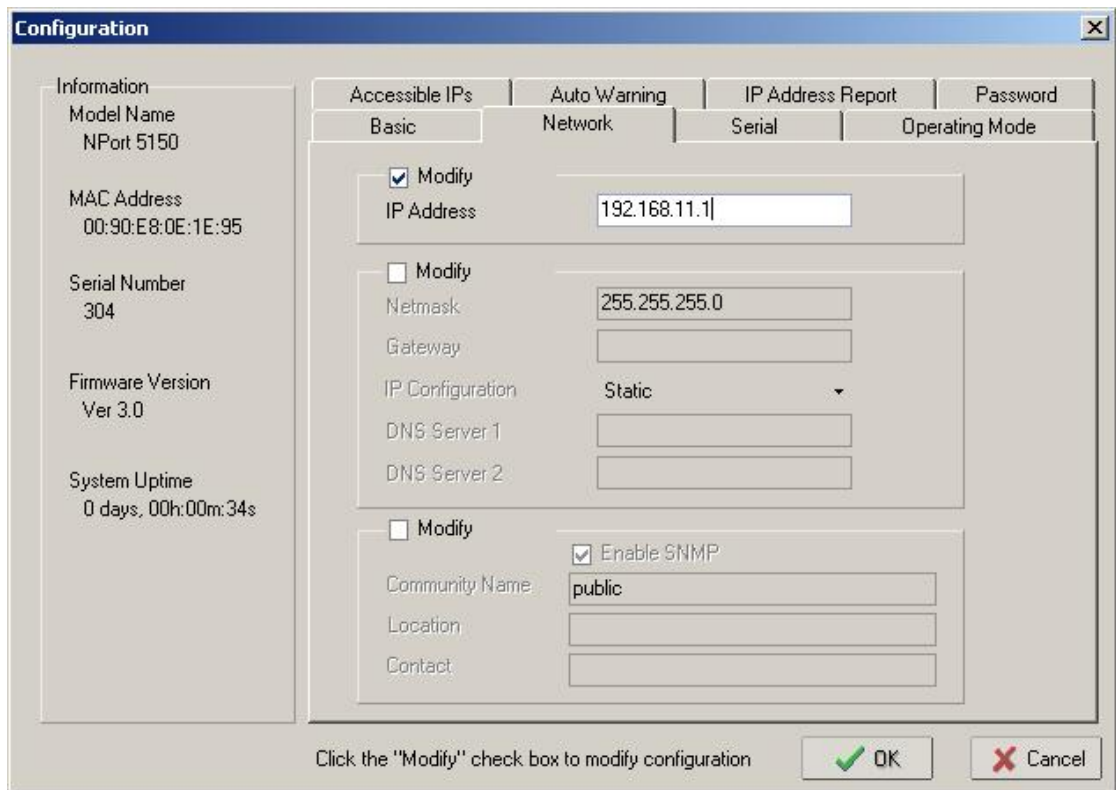 Configuration
Information
Model Name
NPort 5150
MAC Address
00:90:E8:0E:1E:95
Serial Number
304
Firmware Version
Ver 3.0
System Uptime
0 days, 00h:00m:34s
Accessible IPs
Auto Warning
IP Address Report
Password
Basic
Network
Serial
Operating Mode
Modify
IP Address
192.168.11.1
Modify
Netmask
255.255.255.0
Gateway
IP Configuration
Static
DNS Server 1
DNS Server 2
Modify
Enable SNMP
Community Name
public
Location
Contact
Click the "Modify" check box to modify configuration
OK
Cancel